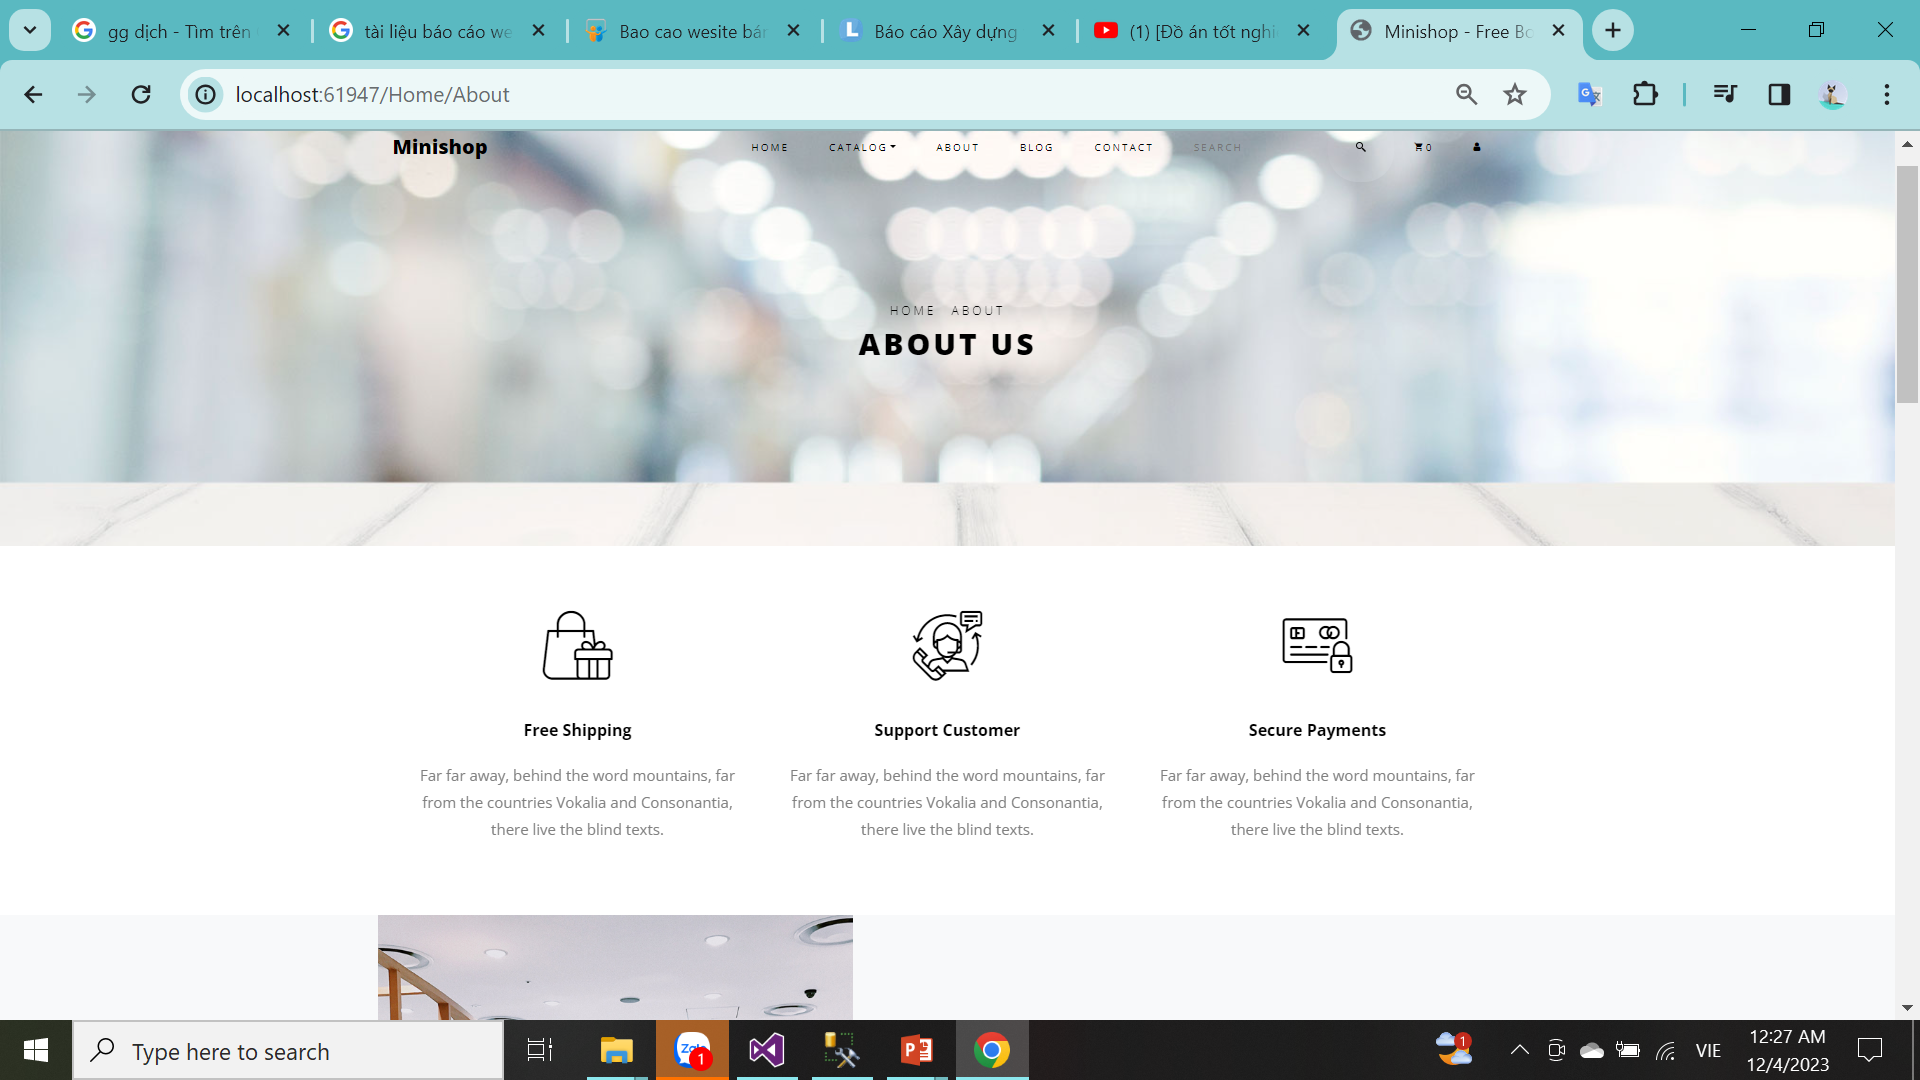 gg dịch - Tìm trên
tài liệu báo cáo we
Bao cao wesite bár
Báo cáo Xây dựng
(1) [Đồ án tốt nghi
Minishop - Free Bo
localhost:61947/Home/About
Minishop
HOME
CATALOG
ABOUT
BLOG
CONTACT
SEARCH
0
HOME ABOUT
ABOUT US
Free Shipping
Far far away, behind the word mountains, far
from the countries Vokalia and Consonantia,
there live the blind texts.
Support Customer
Far far away, behind the word mountains, far
from the countries Vokalia and Consonantia,
there live the blind texts.
Secure Payments
Far far away, behind the word mountains, far
from the countries Vokalia and Consonantia,
there live the blind texts.
Type here to search
Zalo
1
1
VIE
12:27 AM
12/4/2023